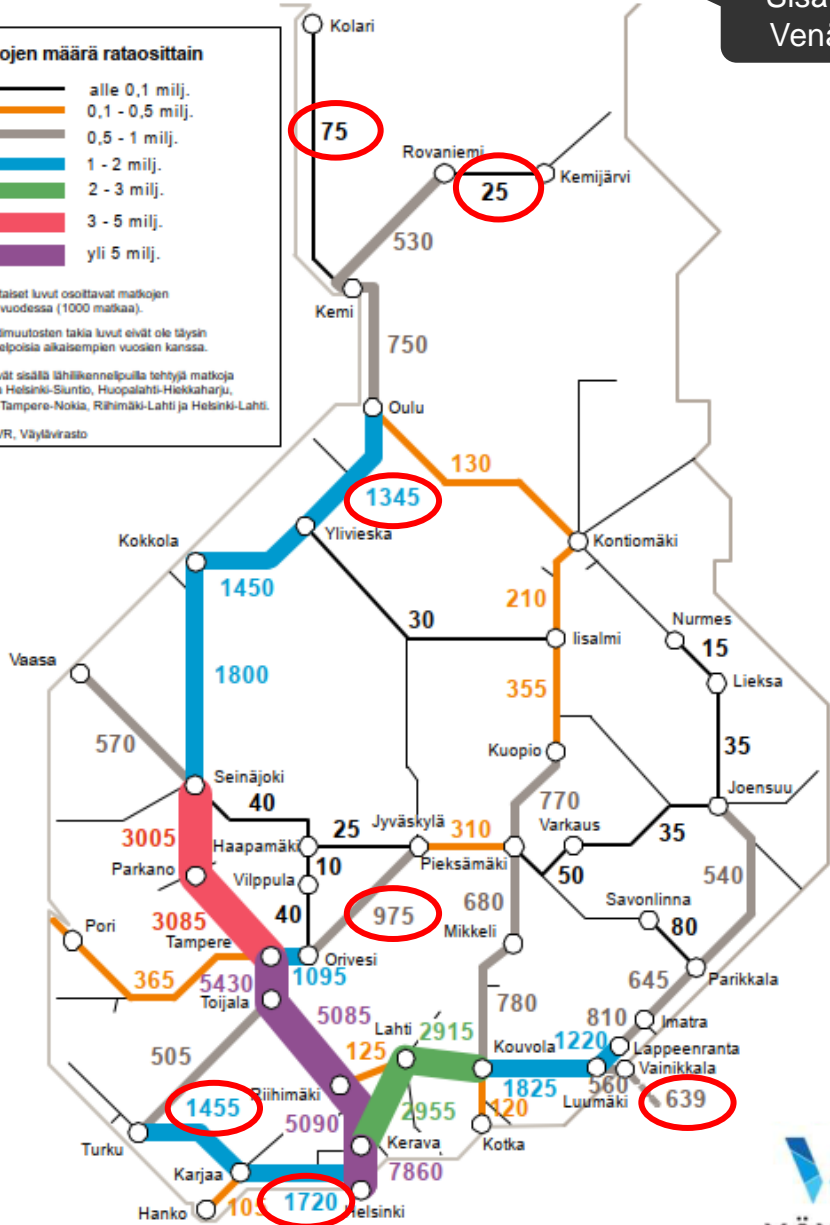 Venä
ojen määrä rataosittain
alle 0,1 milj.
0,1 - 0,5 milj.
0,5 - 1 milj.
1 - 2 milj.
2 - 3 milj.
3 - 5 milj.
yli 5 milj.
taiset luvut osoittavat matkojen
vuodessa (1000 matkaa).
timuutosten takia luvut eivät ole täysin
elpoisia aikaisempien vuosien kanssa.
vät sisällä lähiliikennelipuilla tehtyjä matkoja
Helsinki-Siuntio, Huopalahti-Hiekkaharju,
Tampere-Nokia, Riihimäki-Lahti ja Helsinki-Lahti.
VR, Väylävirasto
Kolari
75
Rovaniemi
25
Kemijärvi
530
Kemi
750
Oulu
130
1345
Ylivieska
Kokkola
Kontiomäki
1450
210
30
Iisalmi
Nurmes
15
Lieksa
Vaasa
1800
355
570
Kuopio
35
Seinäjoki
Joensuu
40
770
3005
Haapamäki
25
Jyväskylä
310
Varkaus
35
Parkano
10
Pieksämäki
50
540
Vilppula
3085
40
975
680
Savonlinna
80
Pori
Tampere
Mikkeli
Orivesi
1095
365
5430
Toijala
645
Parikkala
5085
780
810
Imatra
Lahti
2915
Kouvola
1220
Lappeenranta
505
125
Vainikkala
Riihimäki
1825
560
Luumäki
639
1455
5090
2955
120
Turku
Kerava
Kotka
Karjaa
7860
1720
Helsinki
Hanko
10